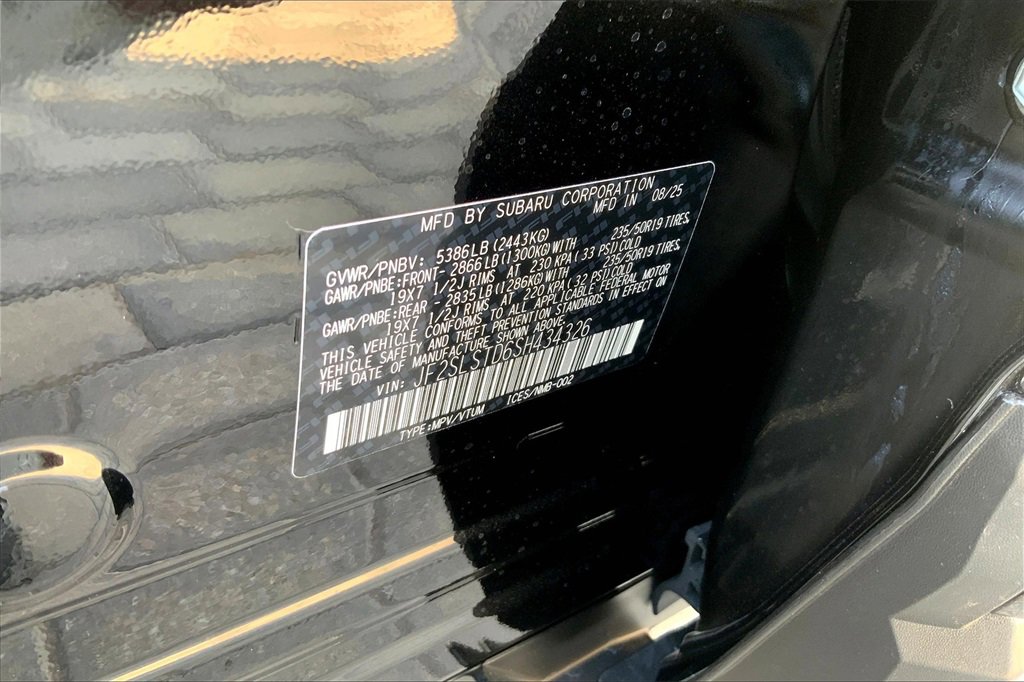 MFD BY SUBARU CORPORATION
MFD IN 08/25
GVWR/PNBV: 5386LB(2443KG)
GAWR/PNBE:FRONT- 2866LB(1300KG)WITH 235/50R19 TIRES,
19X7 1/2J RIMS AT 230 KPA(33 PSI)COLD
GAWR/PNBE:REAR - 2835LB(1286KG)WITH 235/50R19 TIRES,
19X7 1/2J RIMS AT 220 KPA(32 PSI)COLD
THIS VEHICLE CONFORMS TO ALL APPLICABLE FEDERAL MOTOR
VEHICLE SAFETY AND THEFT PREVENTION STANDARDS IN EFFECT ON
THE DATE OF MANUFACTURE SHOWN ABOVE.
VIN: JF2SLSTD6SH434326
TYPE:MPV/VTUM ICES/NMB-002